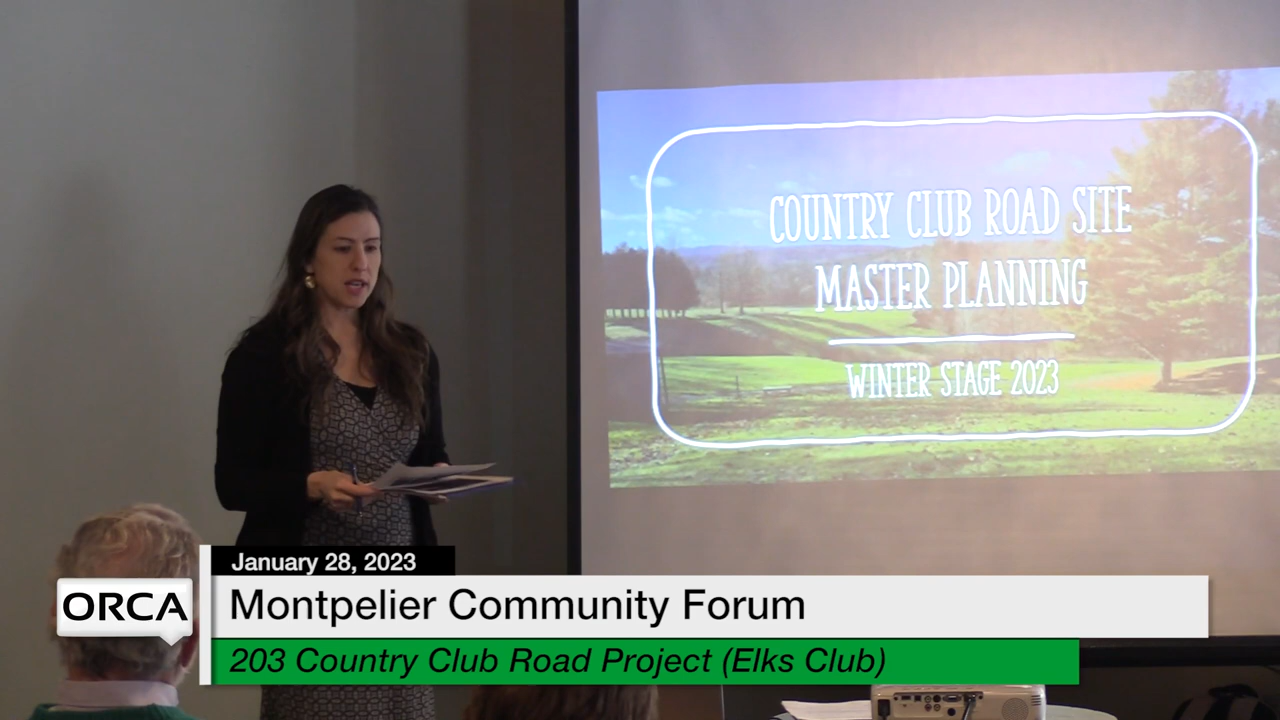 COUNTRY CLUB ROAD SITE
MASTER PLANNING
WINTER STAGE 2023
January 28, 2023
ORCA
Montpelier Community Forum
203 Country Club Road Project (Elks Club)